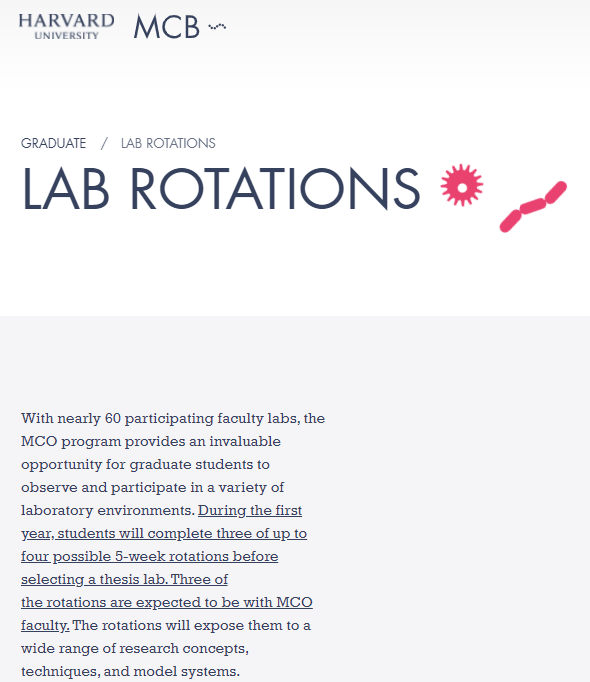 HARVARD
UNIVERSITY
MCB
GRADUATE / LAB ROTATIONS
LAB ROTATIONS
With nearly 60 participating faculty labs, the
MCO program provides an invaluable
opportunity for graduate students to
observe and participate in a variety of
laboratory environments. During the first
year, students will complete three of up to
four possible 5-week rotations before
selecting a thesis lab. Three of
the rotations are expected to be with MCO
faculty. The rotations will expose them to a
wide range of research concepts,
techniques, and model systems.